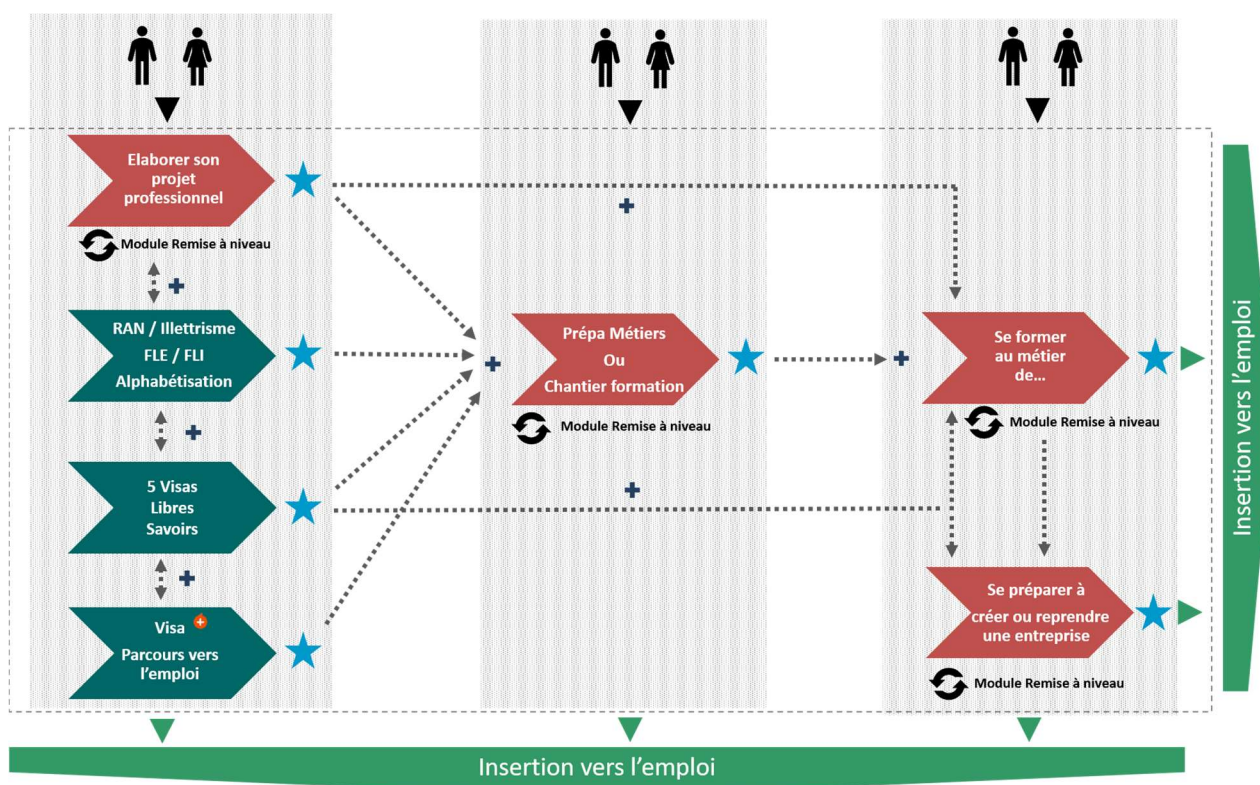 Elaborer son
projet
professionnel
Module Remise à niveau
RAN / Illettrisme
FLE / FLI
Alphabétisation
5 Visas
Libres
Savoirs
Visa +
Parcours vers
l'emploi
Prépa Métiers
Ou
Chantier formation
Module Remise à niveau
Se former
au métier
de...
Module Remise à niveau
Se préparer à
créer ou reprendre
une entreprise
Module Remise à niveau
Insertion vers l'emploi
Insertion vers l'emploi